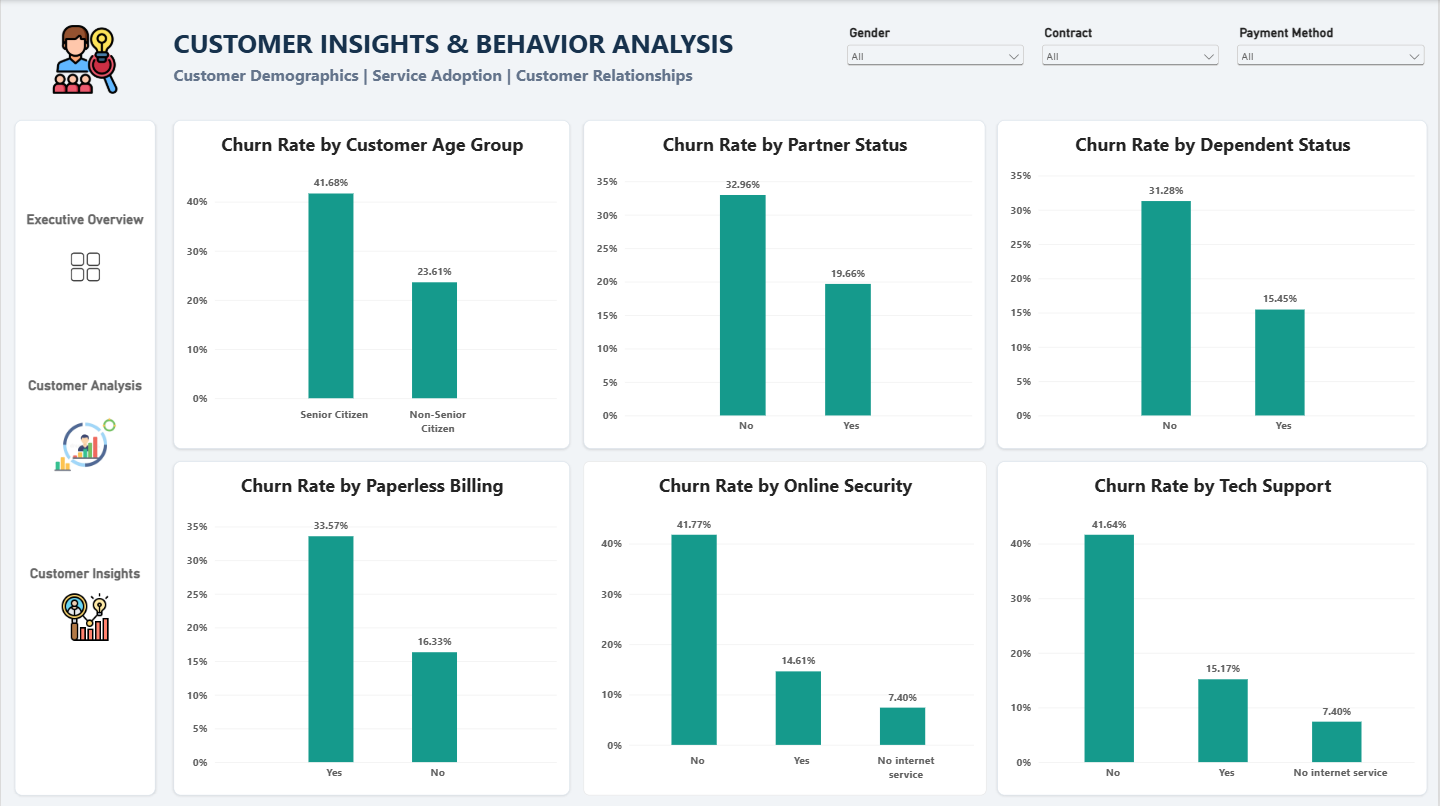 CUSTOMER INSIGHTS & BEHAVIOR ANALYSIS
Customer Demographics | Service Adoption | Customer Relationships
Gender
All
Contract
All
Payment Method
All
Executive Overview
Customer Analysis
Customer Insights
Churn Rate by Customer Age Group
40%
30%
20%
10%
0%
41.68%
23.61%
Senior Citizen
Non-Senior
Citizen
Churn Rate by Partner Status
35%
30%
25%
20%
15%
10%
5%
0%
32.96%
19.66%
No
Yes
Churn Rate by Dependent Status
35%
30%
25%
20%
15%
10%
5%
0%
31.28%
15.45%
No
Yes
Churn Rate by Paperless Billing
35%
30%
25%
20%
15%
10%
5%
0%
33.57%
16.33%
Yes
No
Churn Rate by Online Security
40%
30%
20%
10%
0%
41.77%
14.61%
7.40%
No
Yes
No internet
service
Churn Rate by Tech Support
40%
30%
20%
10%
0%
41.64%
15.17%
7.40%
No
Yes
No internet service